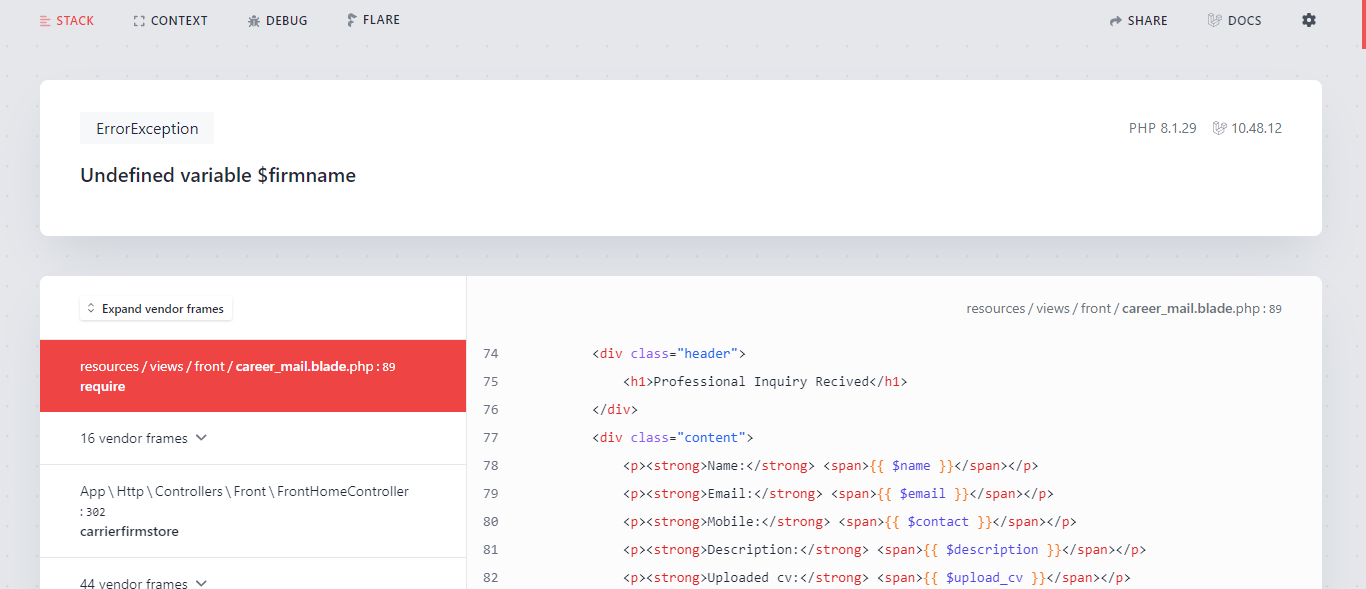 STACK CONTEXT DEBUG FLARE SHARE DOCS
ErrorException
PHP 8.1.29 10.48.12
Undefined variable $firmname
Expand vendor frames
resources / views / front / career_mail.blade.php : 89
resources / views / front / career_mail.blade.php : 89
require
16 vendor frames
App \ Http \ Controllers \ Front \ FrontHomeController
: 302
carrierfirmstore
44 vendor frames
74 <div class="header">
75 <h1>Professional Inquiry Recived</h1>
76 </div>
77 <div class="content">
78 <p><strong>Name:</strong> <span>{{ $name }}</span></p>
79 <p><strong>Email:</strong> <span>{{ $email }}</span></p>
80 <p><strong>Mobile:</strong> <span>{{ $contact }}</span></p>
81 <p><strong>Description:</strong> <span>{{ $description }}</span></p>
82 <p><strong>Uploaded cv:</strong> <span>{{ $upload_cv }}</span></p>